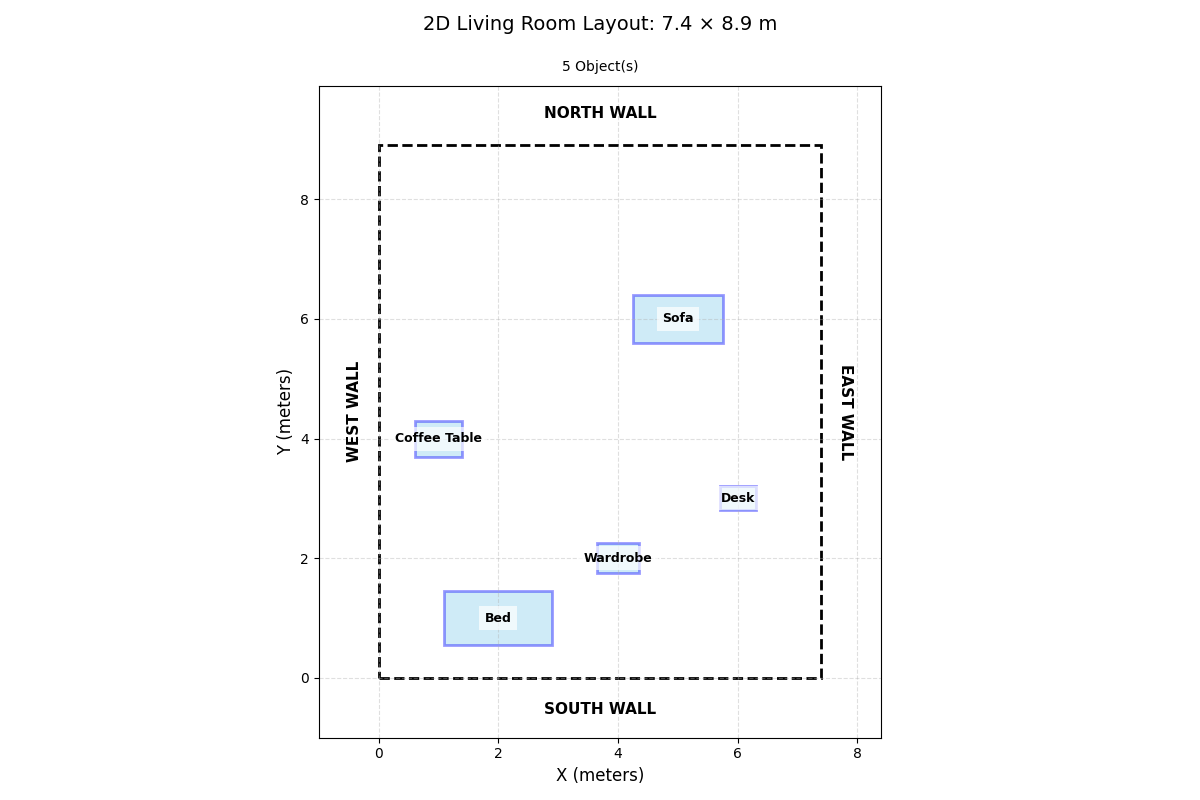 2D Living Room Layout: 7.4 × 8.9 m
5 Object(s)
NORTH WALL
8
6
Sofa
WEST WALL
EAST WALL
Y (meters)
4
Coffee Table
Desk
2
Wardrobe
Bed
0
SOUTH WALL
0 2 4 6 8
X (meters)